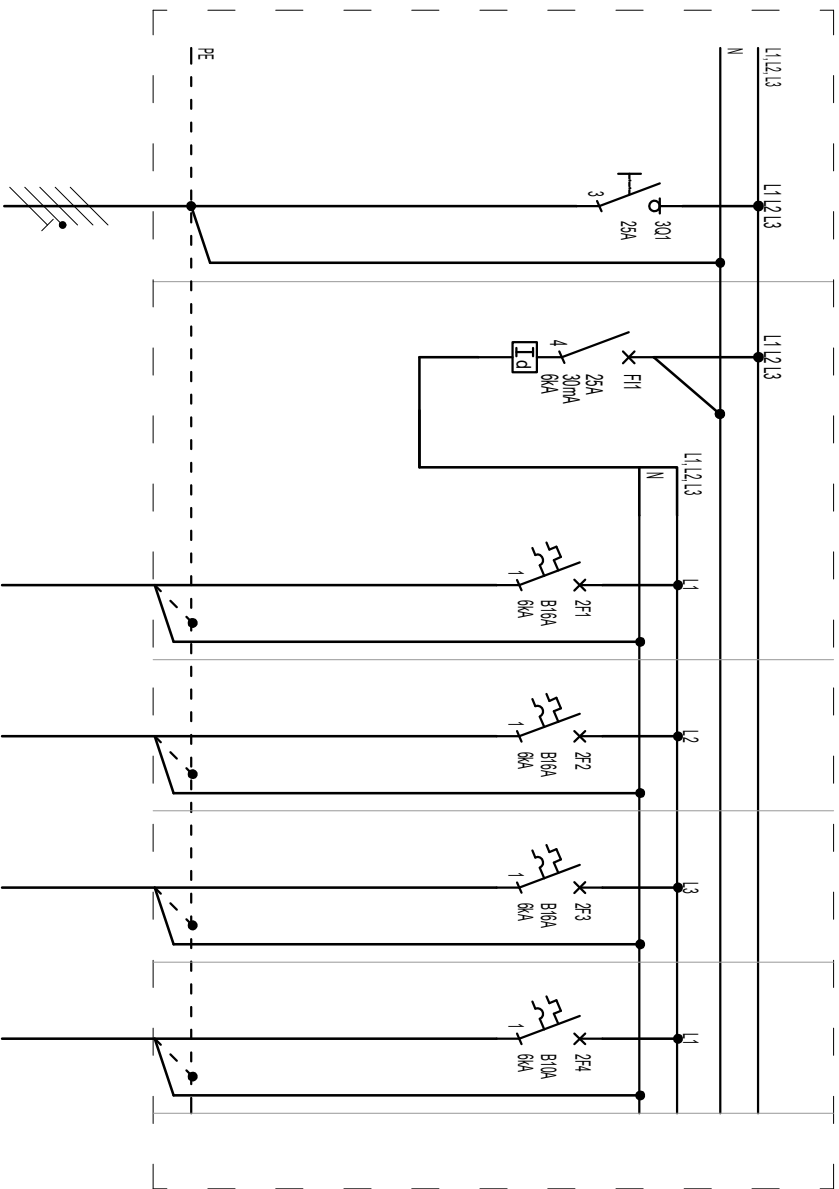 L1,L2,L3
N
PE
L1 L2 L3
3Q1
25A
3
L1 L2 L3
FI1
25A
30mA
6kA
4
Id
L1,L2,L3
N
L1
2F1
B16A
6kA
1
L2
2F2
B16A
6kA
1
L3
2F3
B16A
6kA
1
L1
2F4
B10A
6kA
1